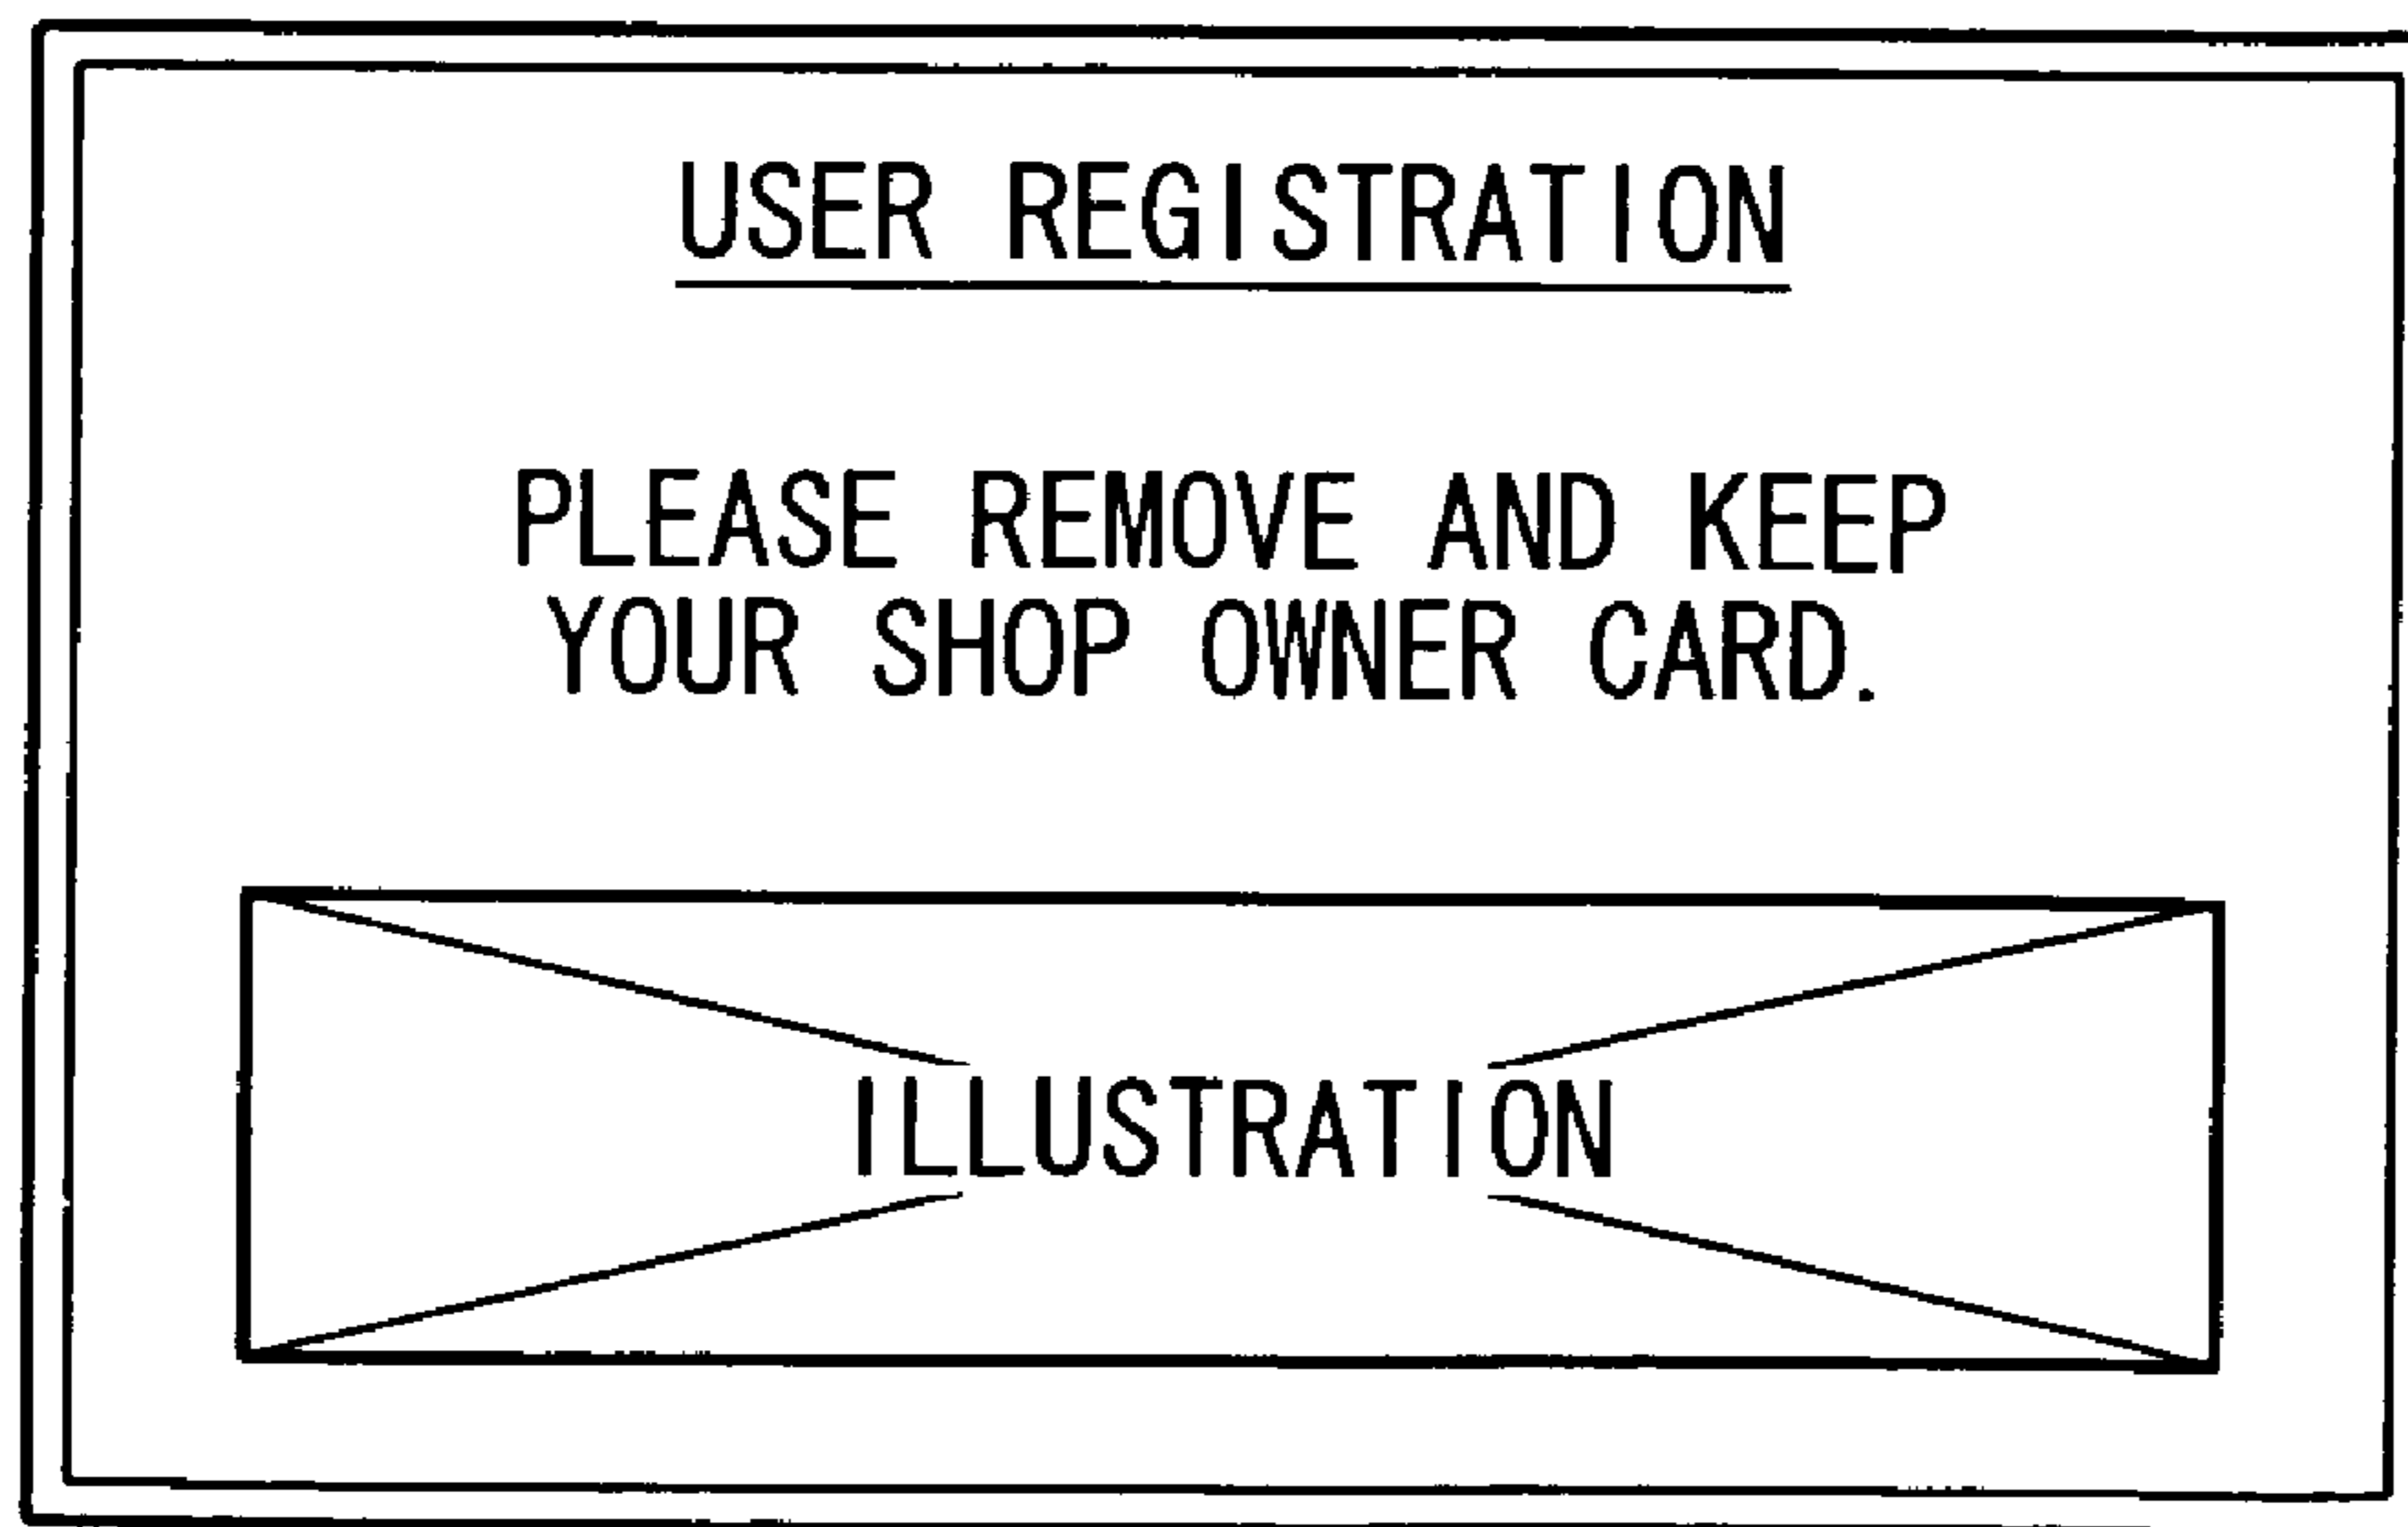 USER REGISTRATION
PLEASE REMOVE AND KEEP
YOUR SHOP OWNER CARD.
ILLUSTRATION